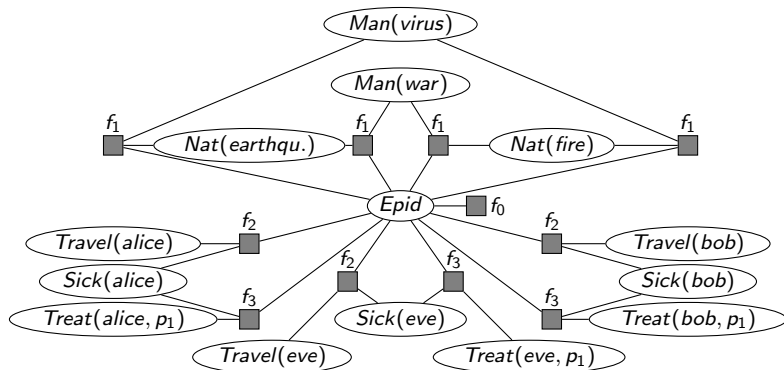 Man(virus)
Man(war)
f1 f1 f1 f1
Nat(earthqu.) Nat(fire)
Epid f0
f2 f2
Travel(alice) Travel(bob)
f2 f3
Sick(alice) Sick(bob)
f3 f3
Treat(alice, p1) Sick(eve) Treat(bob, p1)
Travel(eve) Treat(eve, p1)